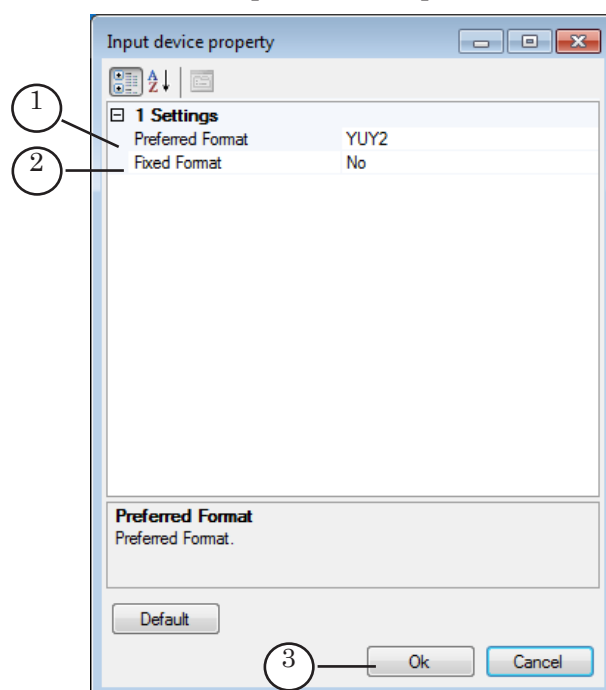 Input device property
1
1 Settings
Preferred Format YUY2
2
Fixed Format No
Preferred Format
Preferred Format.
Default
3
Ok Cancel